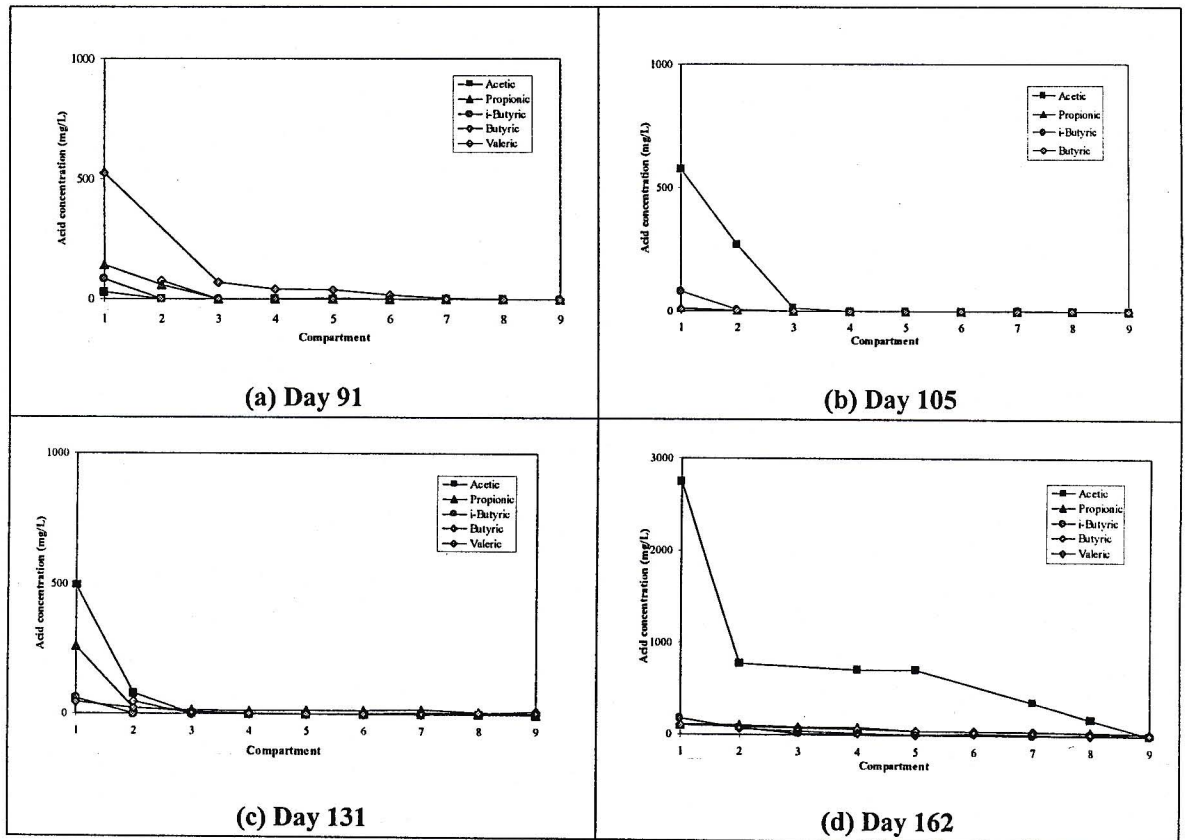 1000
500
0
Acid concentration (mg/L)
Acetic
Propionic
i-Butyric
Butyric
Valeric
1 2 3 4 5 6 7 8 9
Compartment
(a) Day 91
1000
500
0
Acid concentration (mg/L)
Acetic
Propionic
i-Butyric
Butyric
1 2 3 4 5 6 7 8 9
Compartment
(b) Day 105
1000
500
0
Acid concentration (mg/L)
Acetic
Propionic
i-Butyric
Butyric
Valeric
1 2 3 4 5 6 7 8 9
Compartment
(c) Day 131
3000
2000
1000
0
Acid concentration (mg/L)
Acetic
Propionic
i-Butyric
Butyric
Valeric
1 2 3 4 5 6 7 8 9
Compartment
(d) Day 162